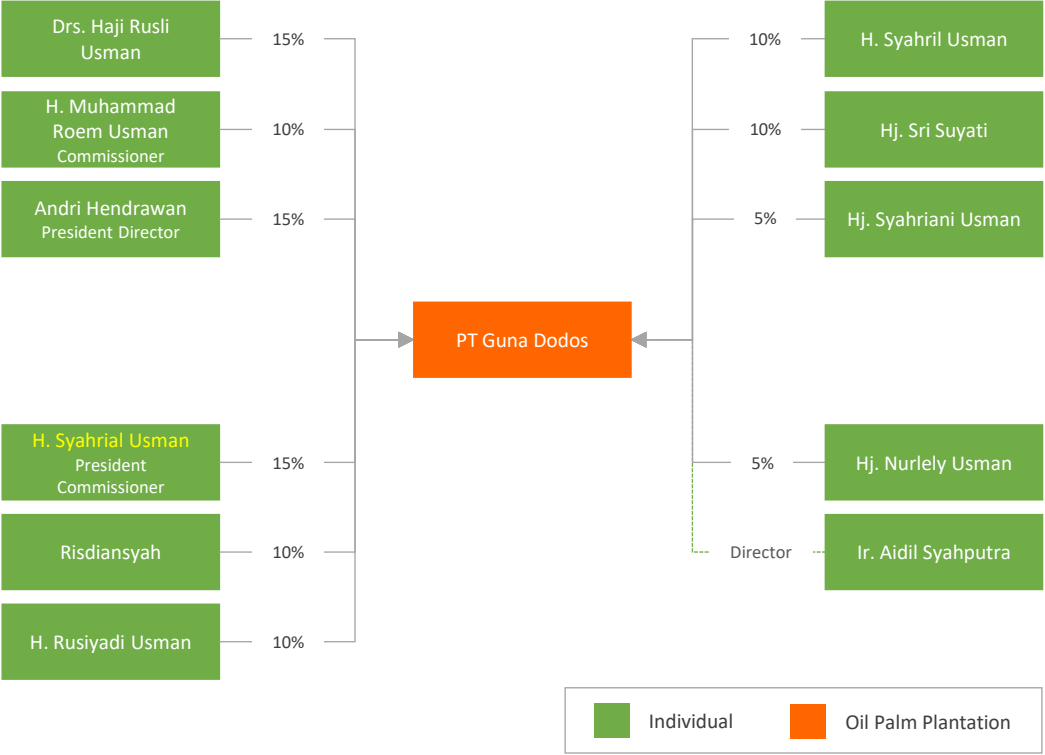 Drs. Haji Rusli
Usman
15%
H. Muhammad
Roem Usman
Commissioner
10%
Andri Hendrawan
President Director
15%
H. Syahrial Usman
President
Commissioner
15%
Risdiansyah
10%
H. Rusiyadi Usman
10%
PT Guna Dodos
10%
H. Syahril Usman
10%
Hj. Sri Suyati
5%
Hj. Syahriani Usman
5%
Hj. Nurlely Usman
Director
Ir. Aidil Syahputra
Individual
Oil Palm Plantation